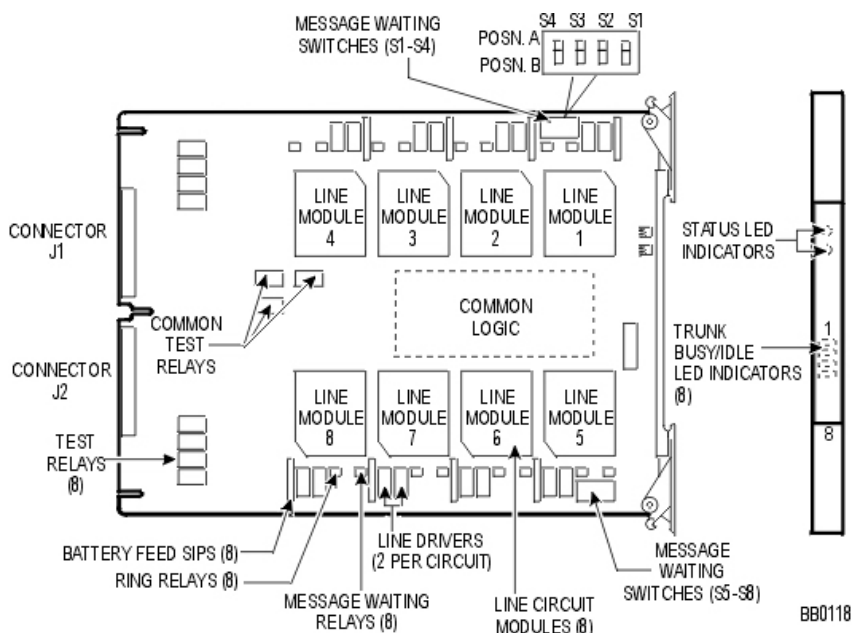 MESSAGE WAITING
SWITCHES (S1-S4)
S4 S3 S2 S1
POSN. A
POSN. B
LINE
MODULE
4
LINE
MODULE
3
LINE
MODULE
2
LINE
MODULE
1
CONNECTOR
J1
STATUS LED
INDICATORS
COMMON
LOGIC
COMMON
TEST
RELAYS
TRUNK
BUSY/IDLE
LED INDICATORS
(8)
1
8
CONNECTOR
J2
LINE
MODULE
8
LINE
MODULE
7
LINE
MODULE
6
LINE
MODULE
5
TEST
RELAYS
(8)
BATTERY FEED SIPS (8)
RING RELAYS (8)
MESSAGE WAITING
RELAYS (8)
LINE DRIVERS
(2 PER CIRCUIT)
LINE CIRCUIT
MODULES (8)
MESSAGE
WAITING
SWITCHES (S5-S8)
BB0118